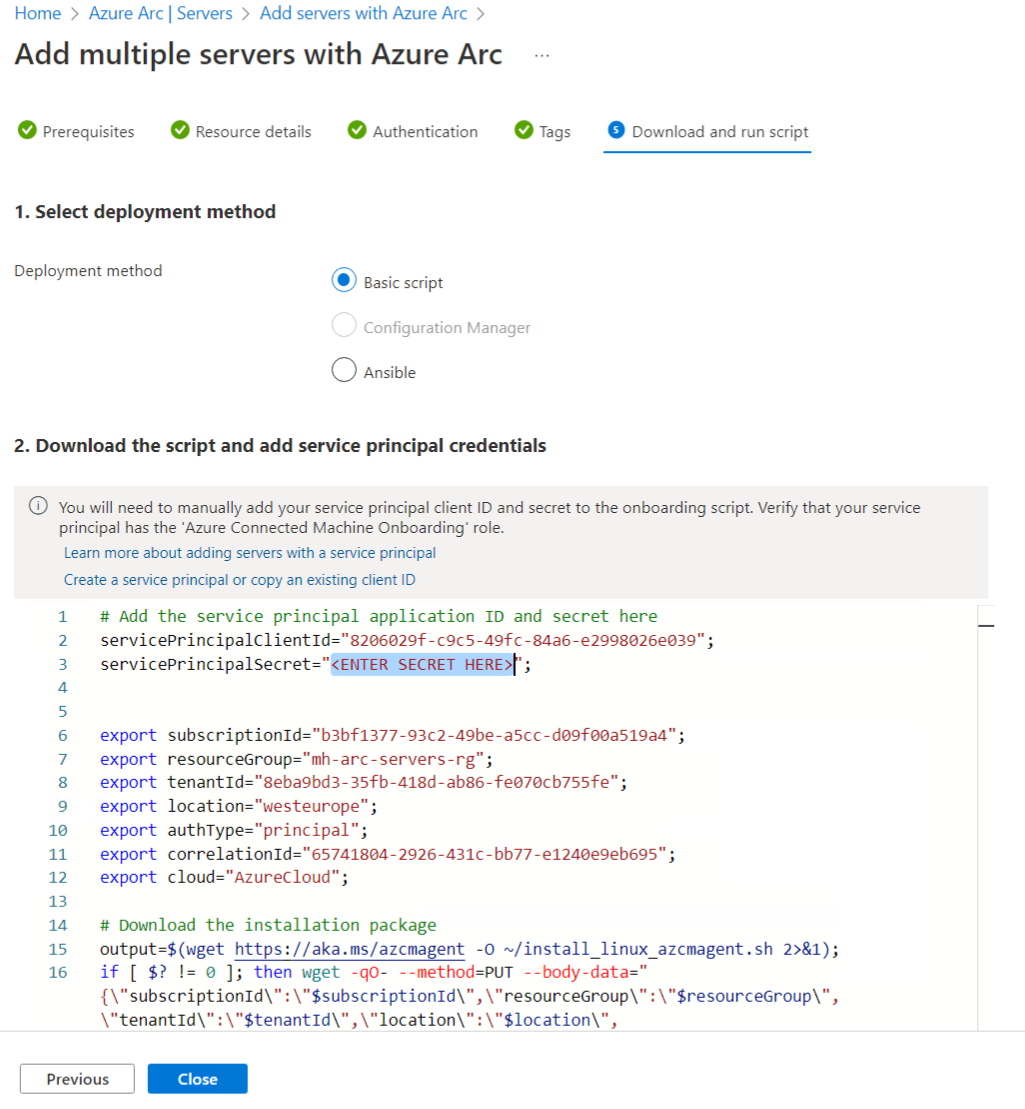 Home > Azure Arc | Servers > Add servers with Azure Arc >
Add multiple servers with Azure Arc ...
Prerequisites Resource details Authentication Tags 5 Download and run script
1. Select deployment method
Deployment method
Basic script
Configuration Manager
Ansible
2. Download the script and add service principal credentials
You will need to manually add your service principal client ID and secret to the onboarding script. Verify that your service
principal has the 'Azure Connected Machine Onboarding' role.
Learn more about adding servers with a service principal
Create a service principal or copy an existing client ID
1 # Add the service principal application ID and secret here
2 servicePrincipalClientId="8206029f-c9c5-49fc-84a6-e2998026e039";
3 servicePrincipalSecret="<ENTER SECRET HERE>";
4
5
6 export subscriptionId="b3bf1377-93c2-49be-a5cc-d09f00a519a4";
7 export resourceGroup="mh-arc-servers-rg";
8 export tenantId="8eba9bd3-35fb-418d-ab86-fe070cb755fe";
9 export location="westeurope";
10 export authType="principal";
11 export correlationId="65741804-2926-431c-bb77-e1240e9eb695";
12 export cloud="AzureCloud";
13
14 # Download the installation package
15 output=$(wget https://aka.ms/azcmagent -O ~/install_linux_azcmagent.sh 2>&1);
16 if [ $? != 0 ]; then wget -qO- --method=PUT --body-data="
{\"subscriptionId\":\"$subscriptionId\",\"resourceGroup\":\"$resourceGroup\",
\"tenantId\":\"$tenantId\",\"location\":\"$location\",
Previous Close